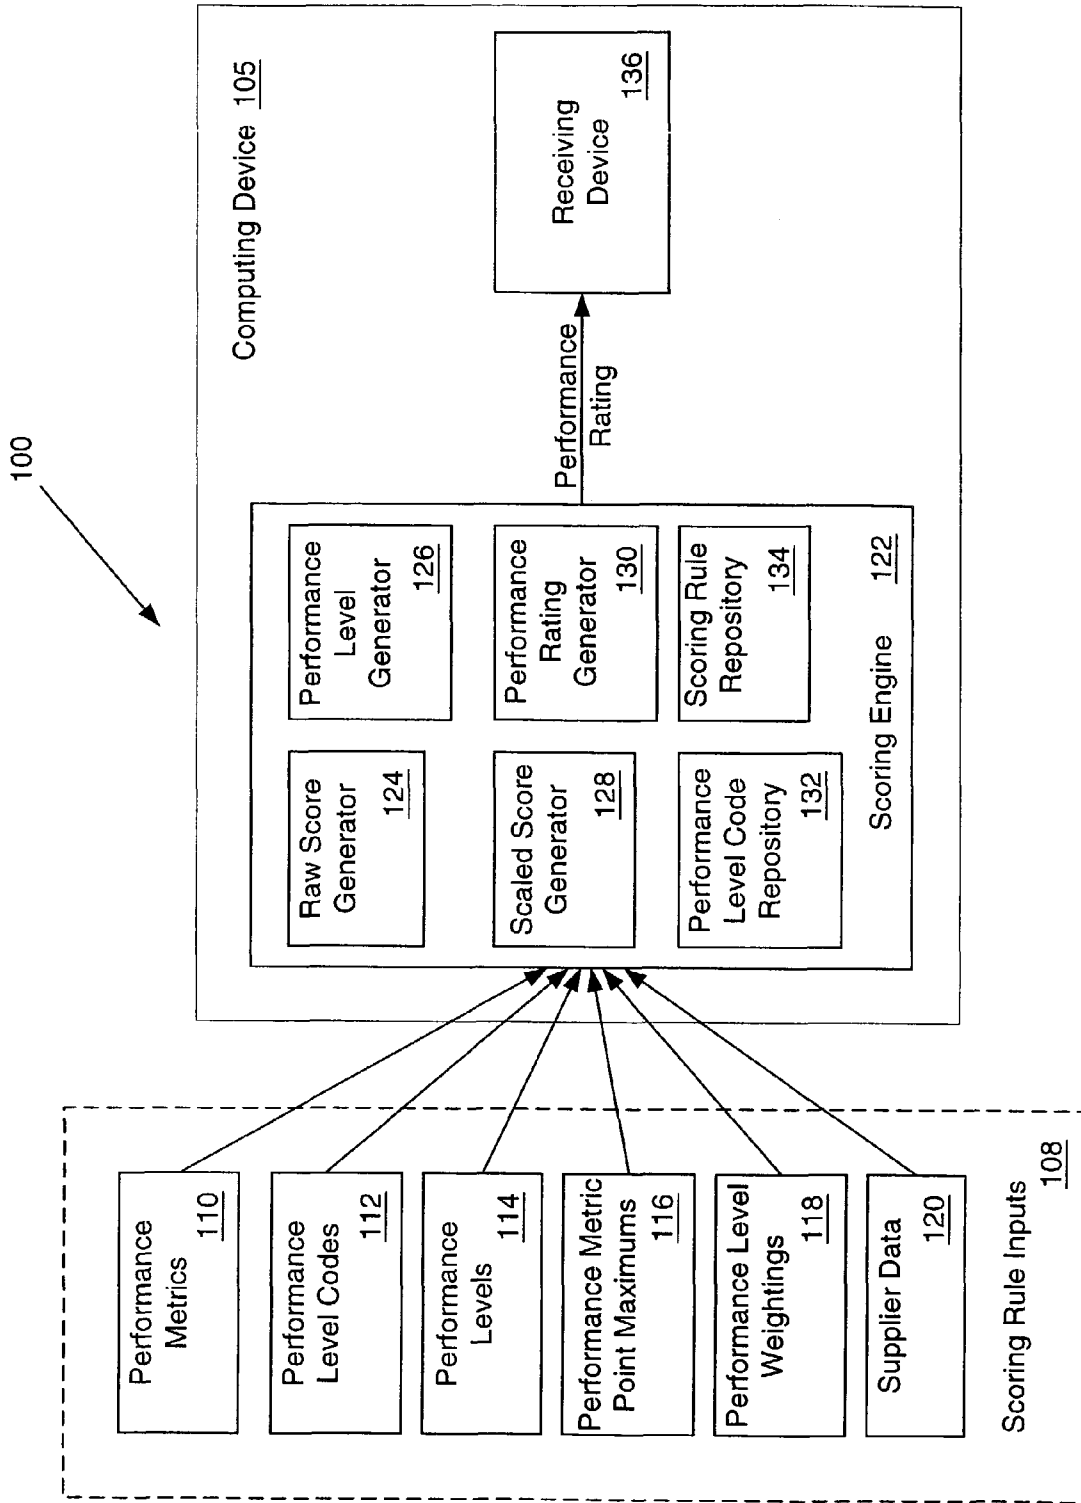 100
Computing Device 105
Performance
Metrics
110
Performance
Level Codes
112
Performance
Levels
114
Performance Metric
Point Maximums
116
Performance Level
Weightings
118
Supplier Data
120
Scoring Rule Inputs
108
Raw Score
Generator
124
Performance
Level
Generator
126
Scaled Score
Generator
128
Performance
Rating
Generator
130
Performance
Level Code
Repository
132
Scoring Rule
Repository
134
Scoring Engine 122
Performance
Rating
Receiving
Device
136